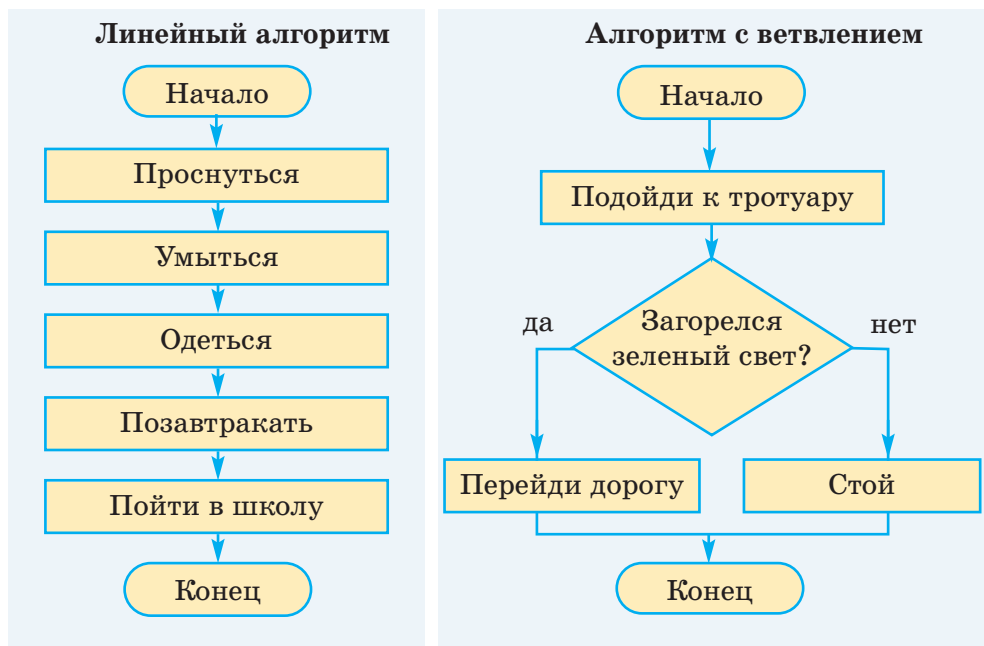 Линейный алгоритм
Начало
Проснуться
Умыться
Одеться
Позавтракать
Пойти в школу
Конец
Алгоритм с ветвлением
Начало
Подойди к тротуару
Загорелся
зеленый свет?
да
нет
Перейди дорогу
Стой
Конец